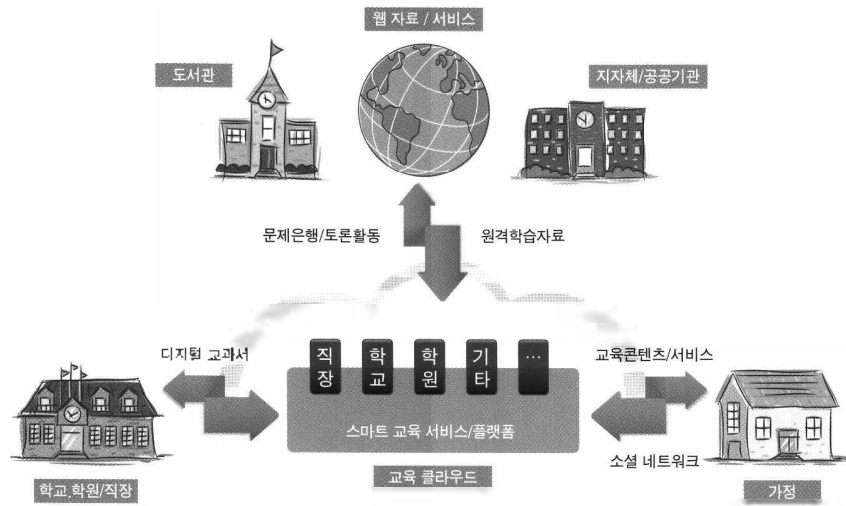 웹 자료 / 서비스
도서관
지자체/공공기관
문제은행/토론활동
원격학습자료
디지털 교과서
직장
학교
학원
기타
...
교육콘텐츠/서비스
스마트 교육 서비스/플랫폼
소셜 네트워크
교육 클라우드
학교.학원/직장
가정